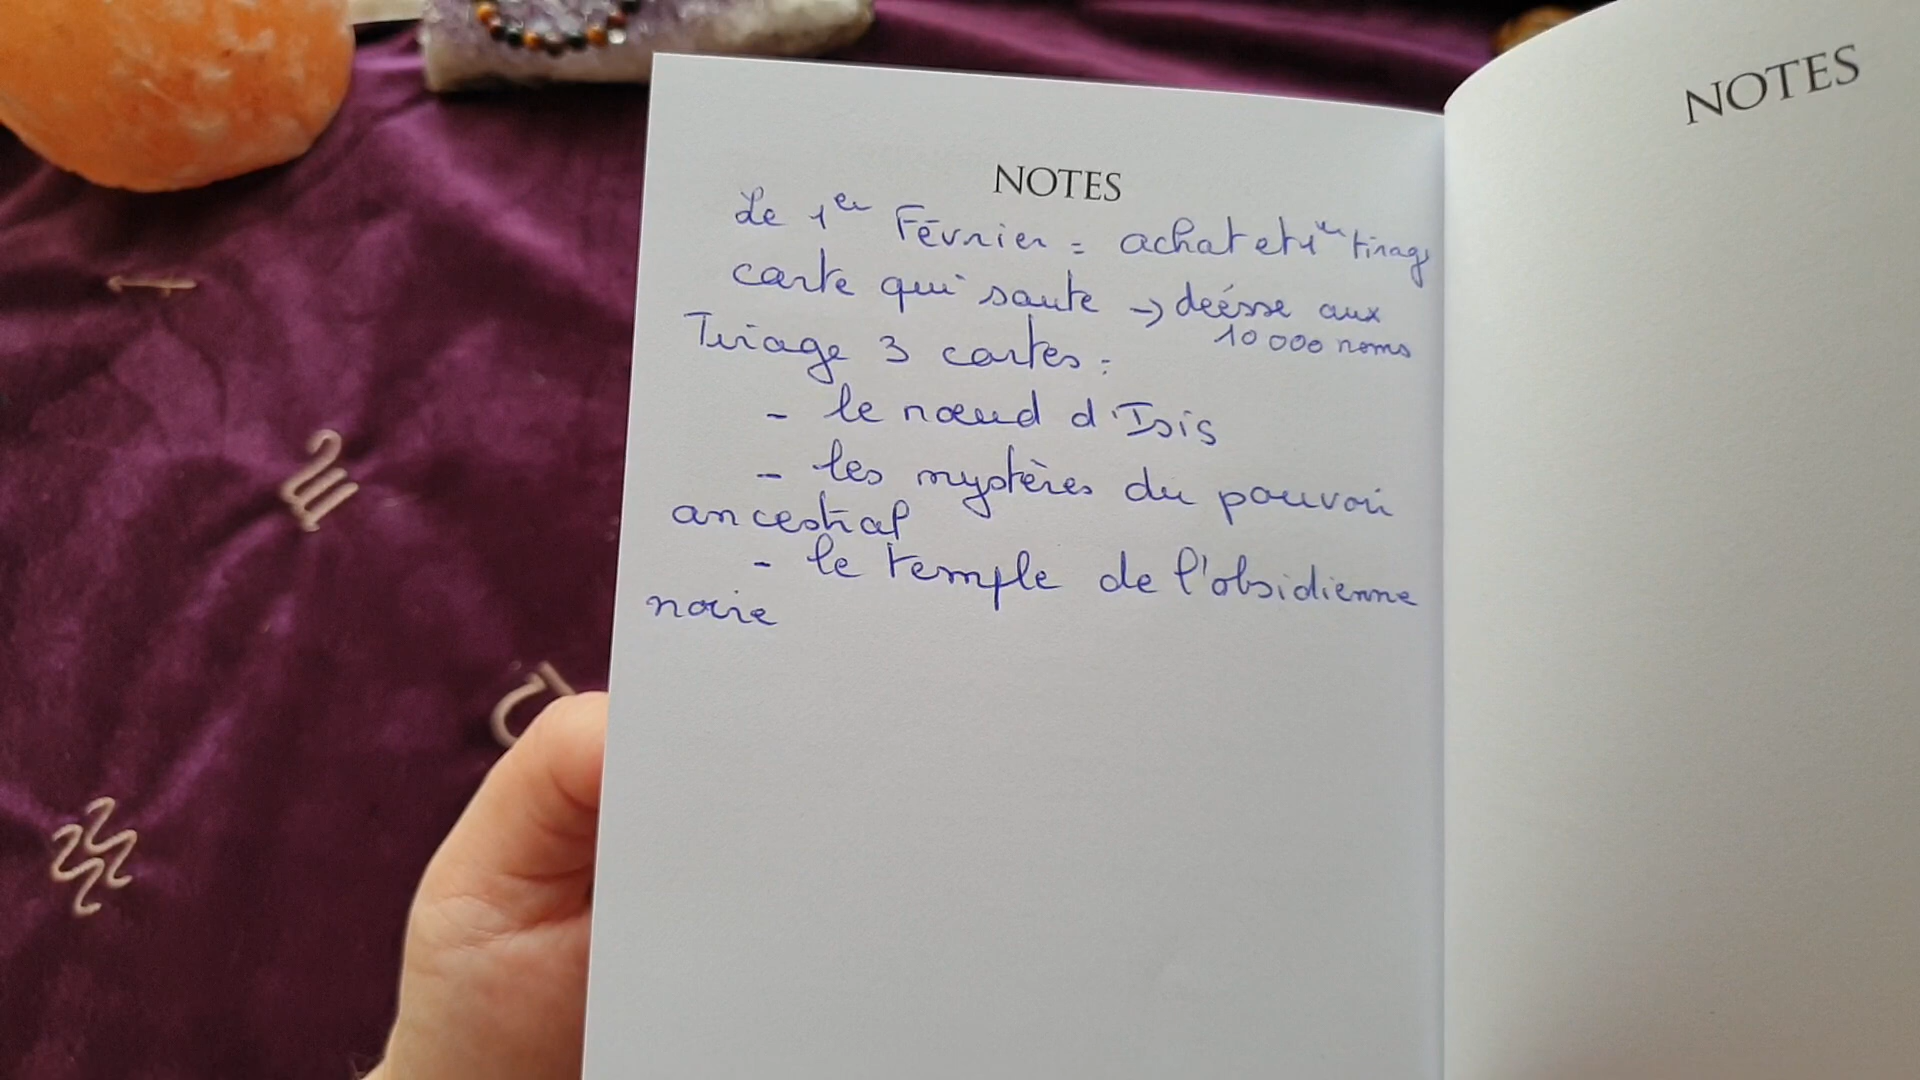 NOTES
Le 1er Février = achat et 1er tirage
carte qui saute → déesse aux
10 000 noms
Tirage 3 cartes :
- le nœud d'Isis
- les mystères du pouvoir
ancestral
- le temple de l'obsidienne
noire
NOTES